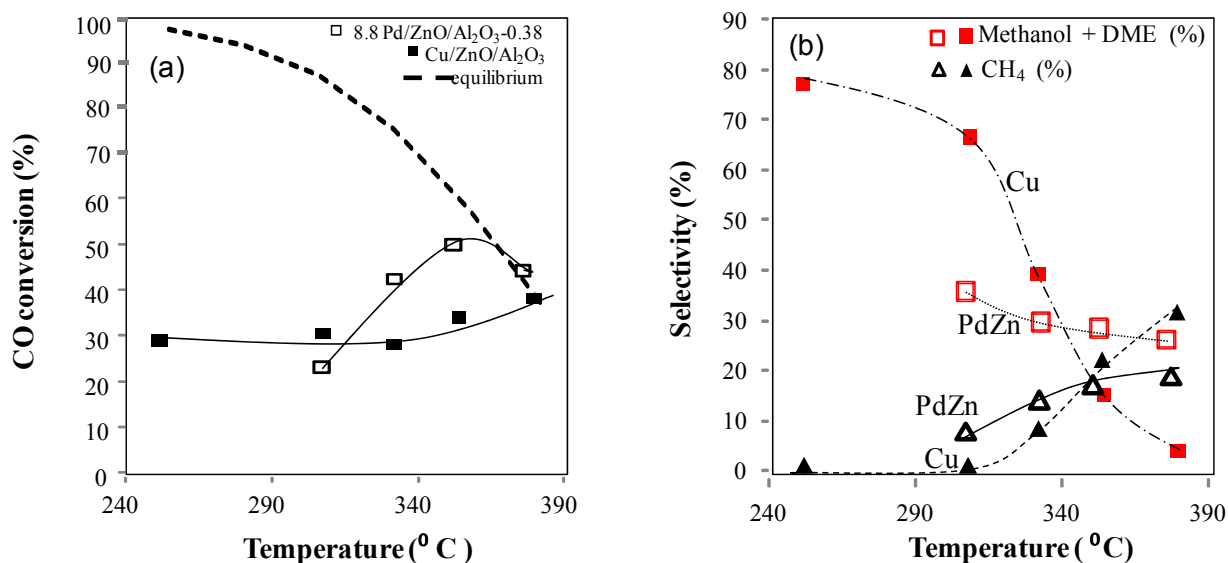 (a)
8.8 Pd/ZnO/Al₂O₃-0.38
Cu/ZnO/Al₂O₃
equilibrium
CO conversion (%)
100
90
80
70
60
50
40
30
20
10
0
240 290 340 390
Temperature (⁰ C)
(b)
Methanol + DME (%)
CH₄ (%)
Selectivity (%)
90
80
70
60
50
40
30
20
10
0
Cu
PdZn
PdZn
Cu
240 290 340 390
Temperature (⁰C)